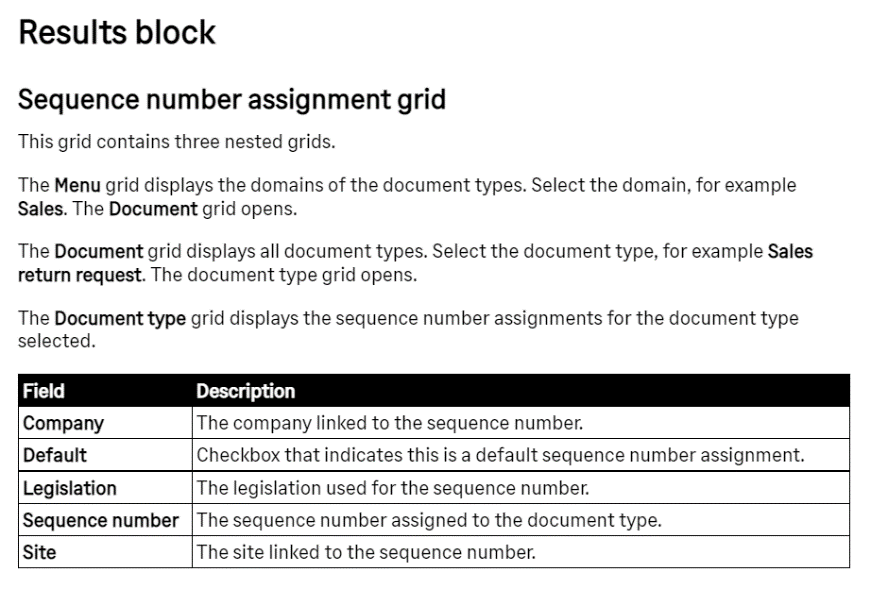 Results block
Sequence number assignment grid
This grid contains three nested grids.
The Menu grid displays the domains of the document types. Select the domain, for example
Sales. The Document grid opens.
The Document grid displays all document types. Select the document type, for example Sales
return request. The document type grid opens.
The Document type grid displays the sequence number assignments for the document type
selected.
Field Description
Company The company linked to the sequence number.
Default Checkbox that indicates this is a default sequence number assignment.
Legislation The legislation used for the sequence number.
Sequence number The sequence number assigned to the document type.
Site The site linked to the sequence number.